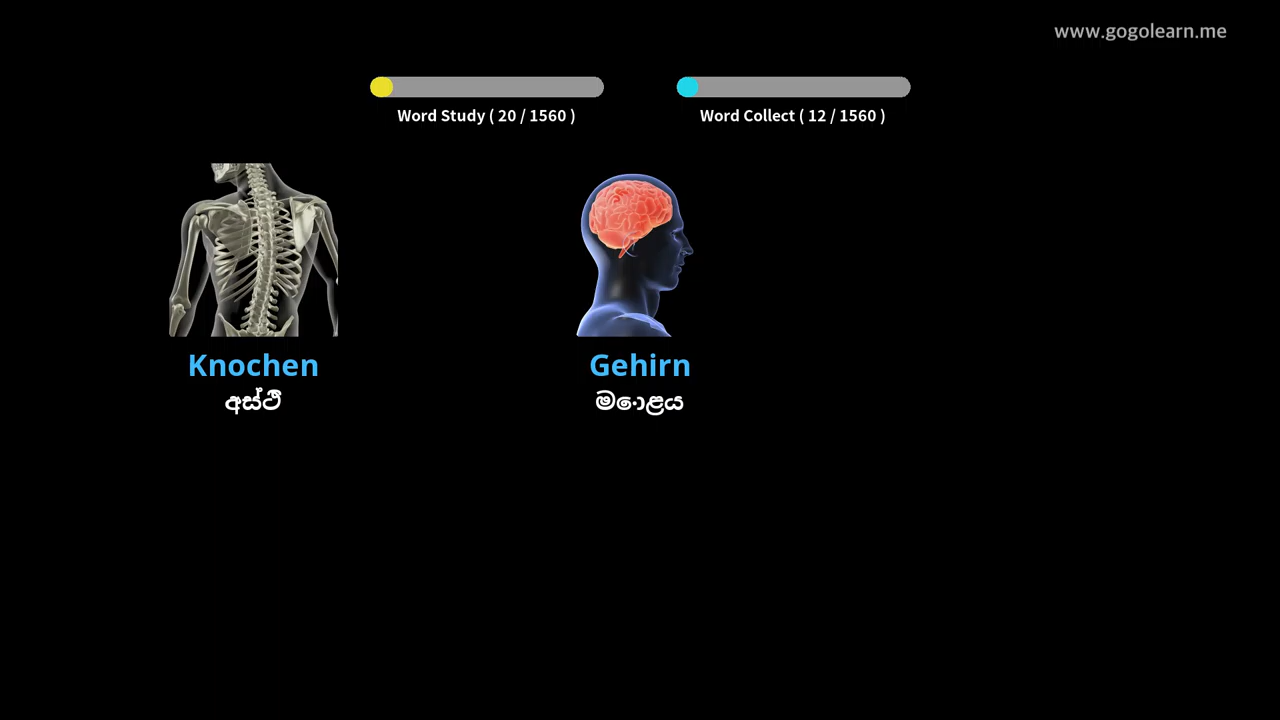 www.gogolearn.me
Word Study ( 20 / 1560 )
Word Collect ( 12 / 1560 )
Knochen
අස්ථි
Gehirn
මොළය